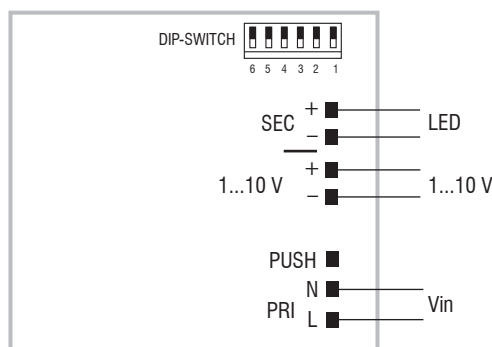 DIP-SWITCH
6 5 4 3 2 1
+
SEC
LED
–
+
1...10 V
1...10 V
–
PUSH
N
PRI
Vin
L